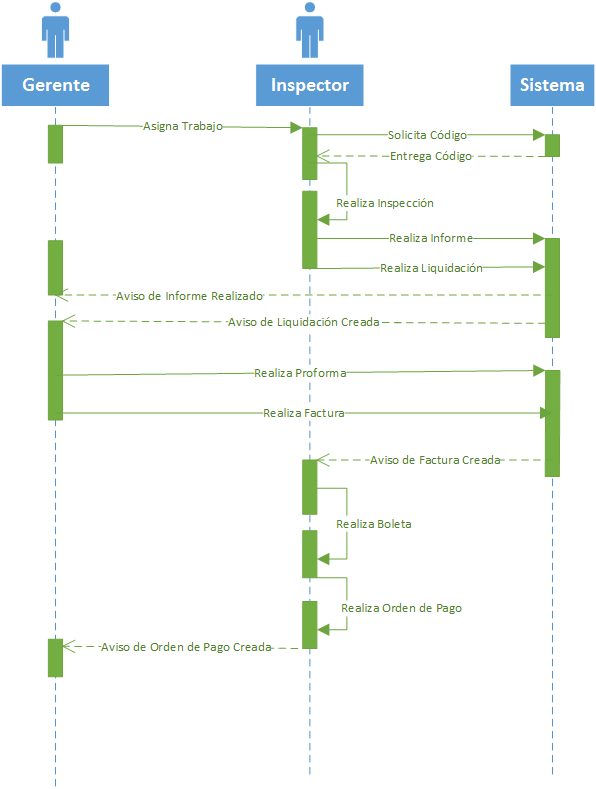 Gerente
Inspector
Sistema
Asigna Trabajo
Solicita Código
Entrega Código
Realiza Inspección
Realiza Informe
Realiza Liquidación
Aviso de Informe Realizado
Aviso de Liquidación Creada
Realiza Proforma
Realiza Factura
Aviso de Factura Creada
Realiza Boleta
Realiza Orden de Pago
Aviso de Orden de Pago Creada